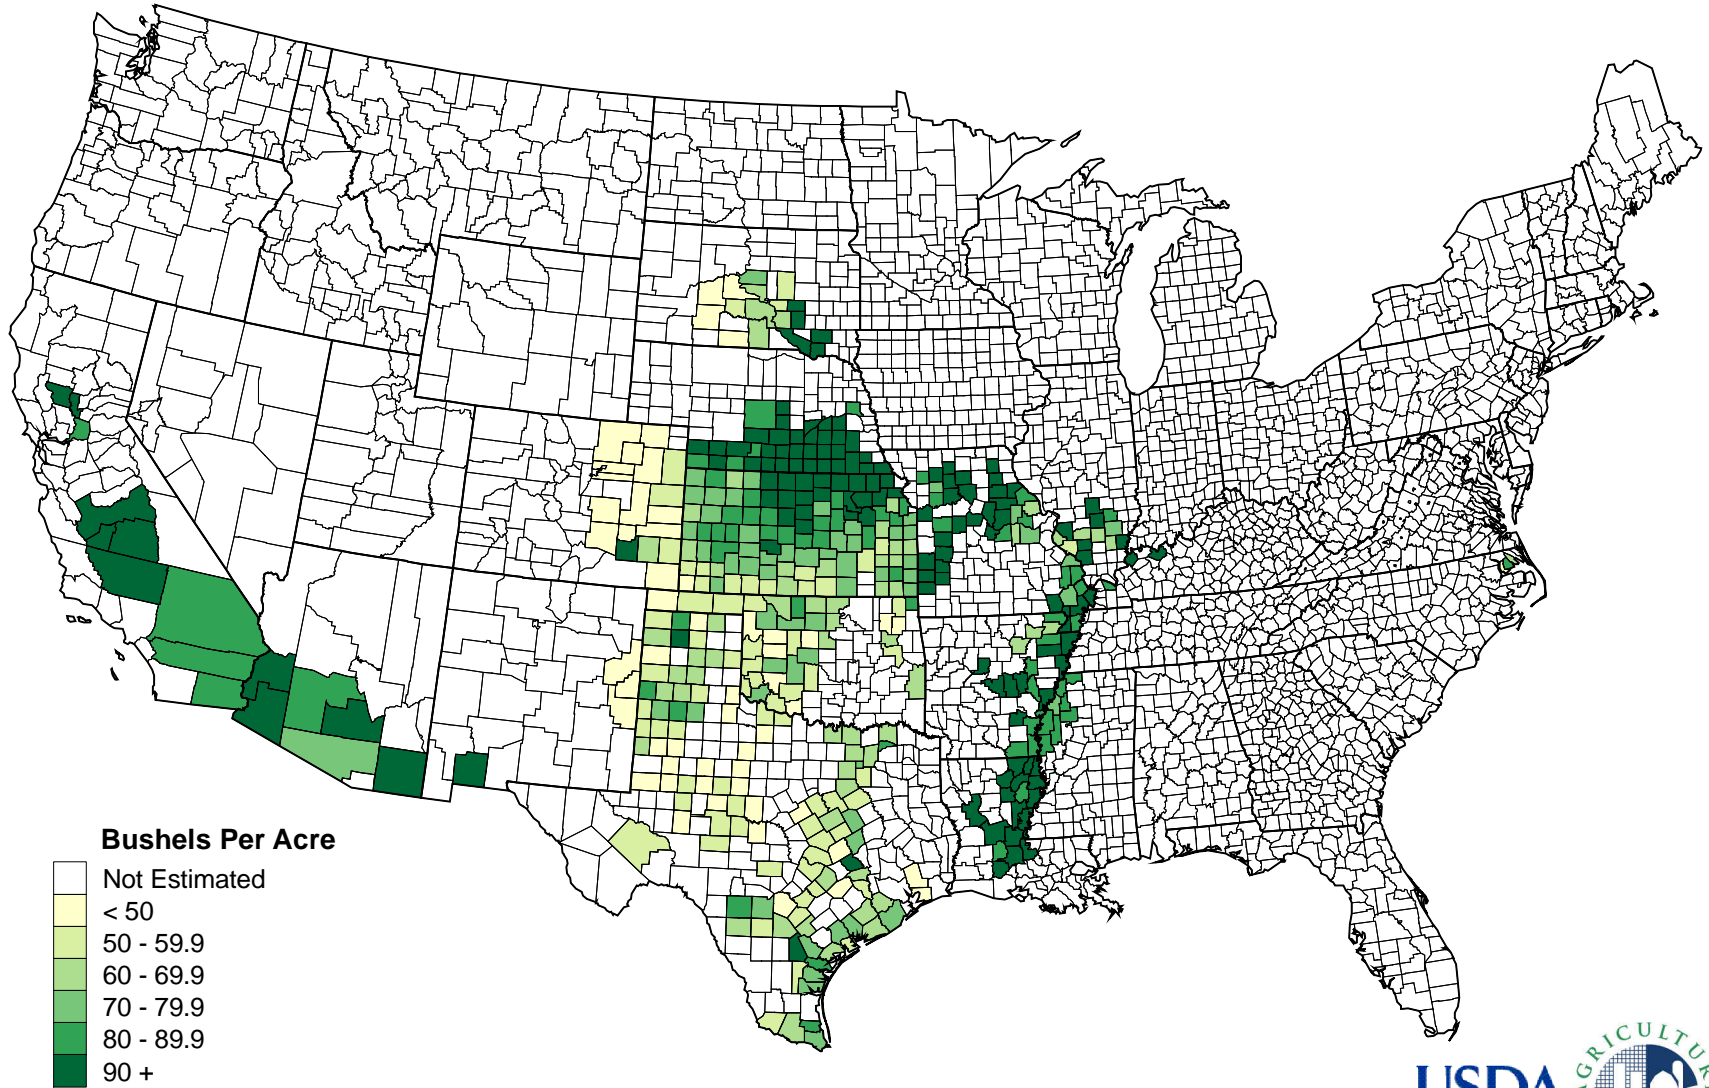 Bushels Per Acre
Not Estimated
< 50
50 - 59.9
60 - 69.9
70 - 79.9
80 - 89.9
90 +
USDA
AGRICULTUR